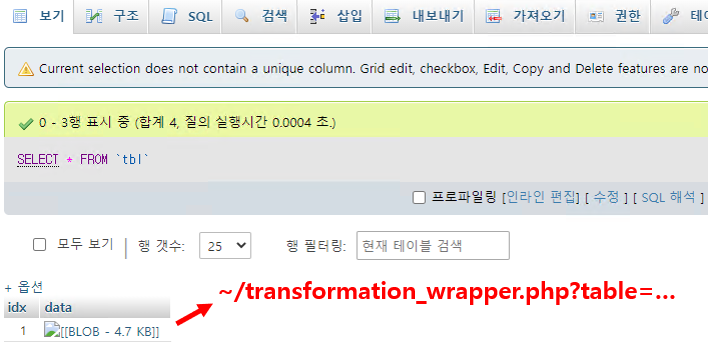 보기 구조 SQL 검색 삽입 내보내기 가져오기 권한 테이
Current selection does not contain a unique column. Grid edit, checkbox, Edit, Copy and Delete features are no
0 - 3행 표시 중 (합계 4, 질의 실행시간 0.0004 초.)
SELECT * FROM `tbl`
프로파일링 [인라인 편집] [ 수정 ] [ SQL 해석 ]
모두 보기 | 행 갯수: 25 행 필터링: 현재 테이블 검색
+ 옵션
~/transformation_wrapper.php?table=...
idx data
1 [[BLOB - 4.7 KB]]